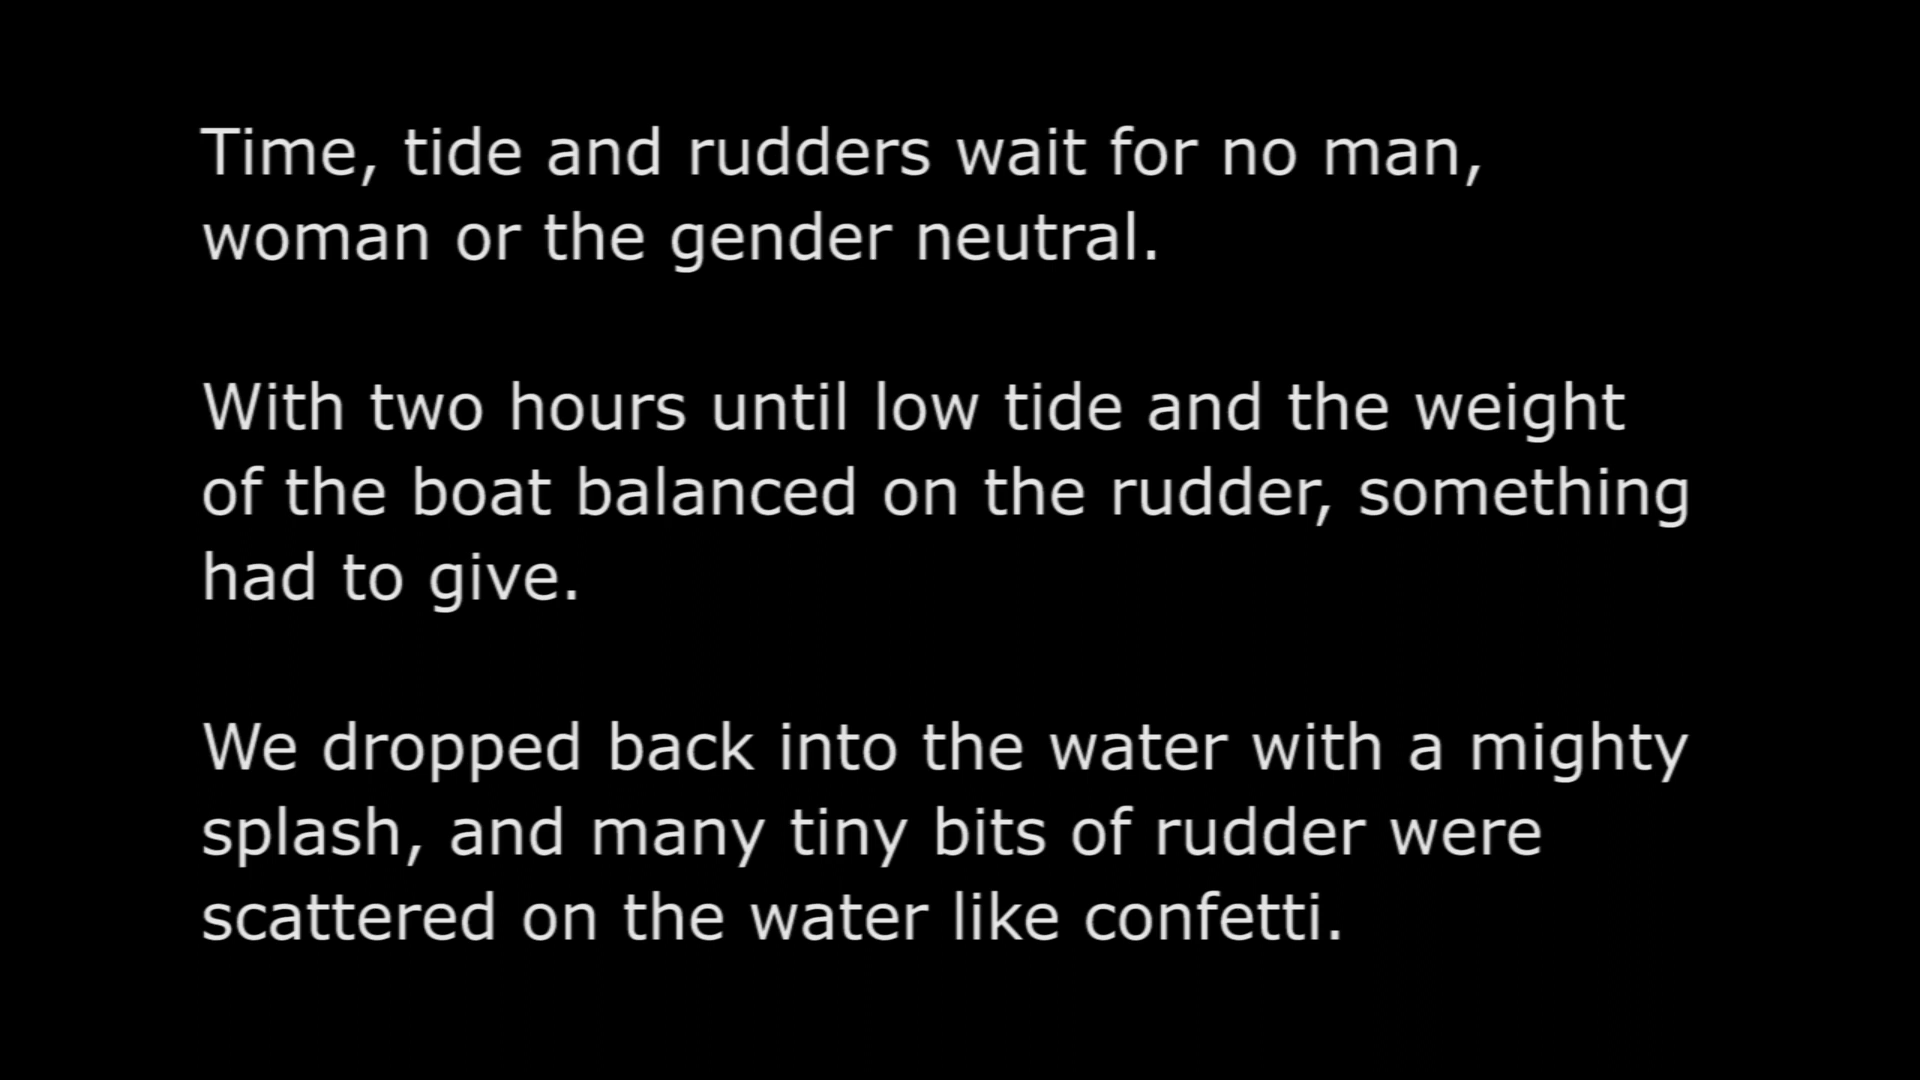 Time, tide and rudders wait for no man,
woman or the gender neutral.
With two hours until low tide and the weight
of the boat balanced on the rudder, something
had to give.
We dropped back into the water with a mighty
splash, and many tiny bits of rudder were
scattered on the water like confetti.